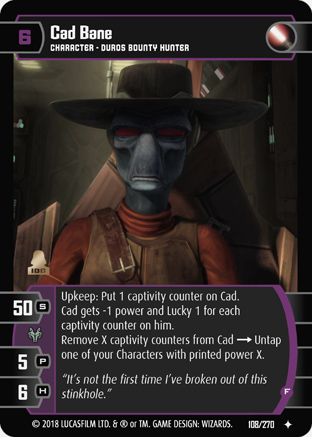 6 Cad Bane
CHARACTER - DUROS BOUNTY HUNTER
50 S
5 P
6 H
Upkeep: Put 1 captivity counter on Cad.
Cad gets -1 power and Lucky 1 for each
captivity counter on him.
Remove X captivity counters from Cad → Untap
one of your Characters with printed power X.
“It’s not the first time I’ve broken out of this
stinkhole.”
F
© 2018 LUCASFILM LTD. & ® OR TM. GAME DESIGN: WIZARDS. 108/270